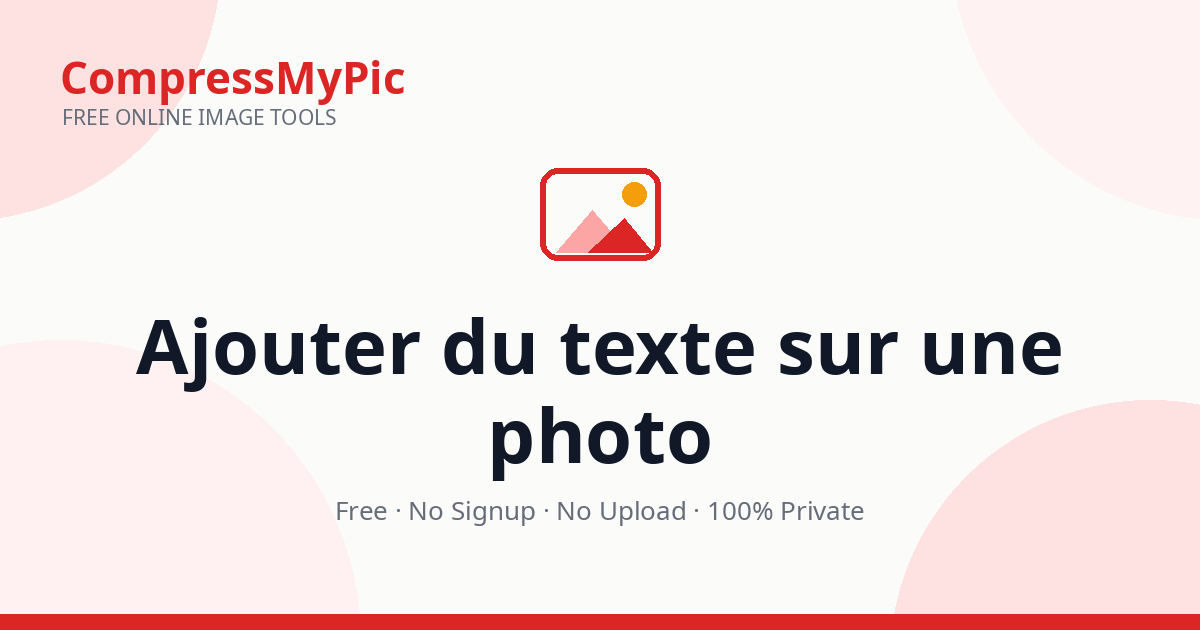 CompressMyPic
FREE ONLINE IMAGE TOOLS
Ajouter du texte sur une
photo
Free · No Signup · No Upload · 100% Private